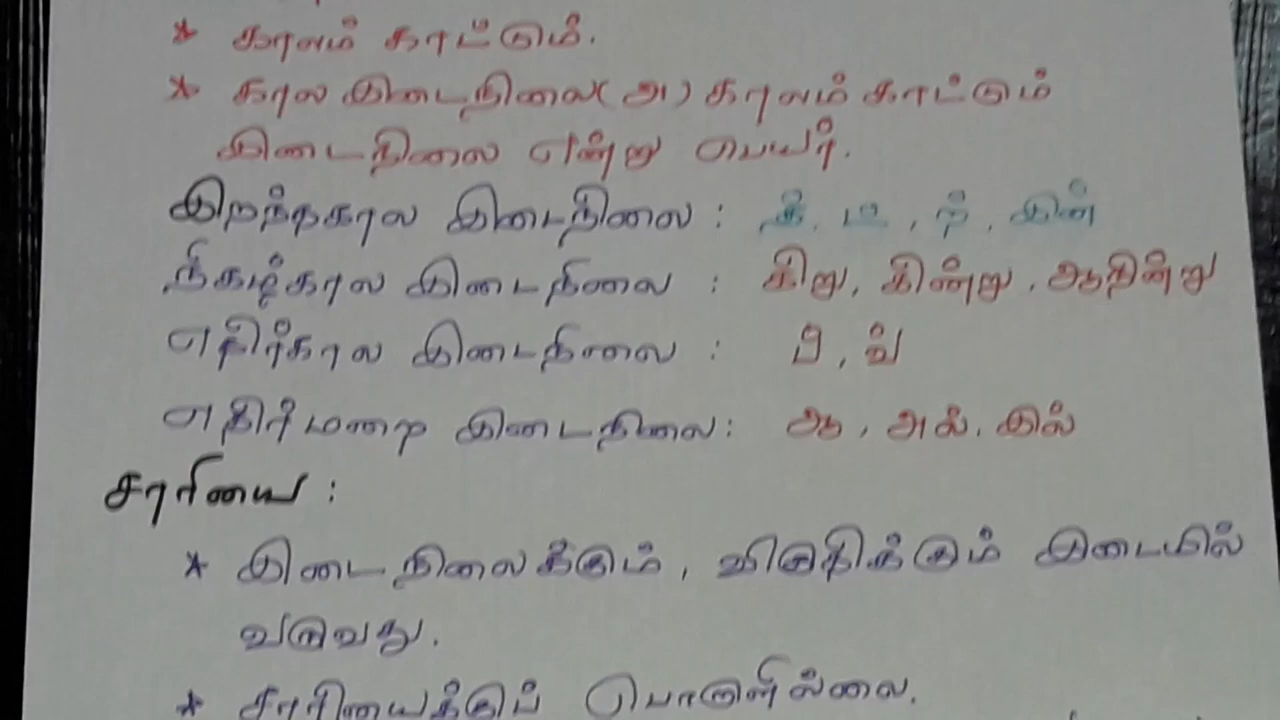 * காலம் காட்டும்.
* கால இடைநிலை (அ) காலம் காட்டும்
இடைநிலை என்று பெயர்.
இறந்தகால இடைநிலை : த், ட், ற், இன்
நிகழ்கால இடைநிலை : கிறு, கின்று, ஆநின்று
எதிர்கால இடைநிலை : ப், வ்
எதிர்மறை இடைநிலை : ஆ, அல், இல்
சாரியை :
* இடைநிலைக்கும், விகுதிக்கும் இடையில்
வருவது.
* சாரியைக்குப் பொருளில்லை.